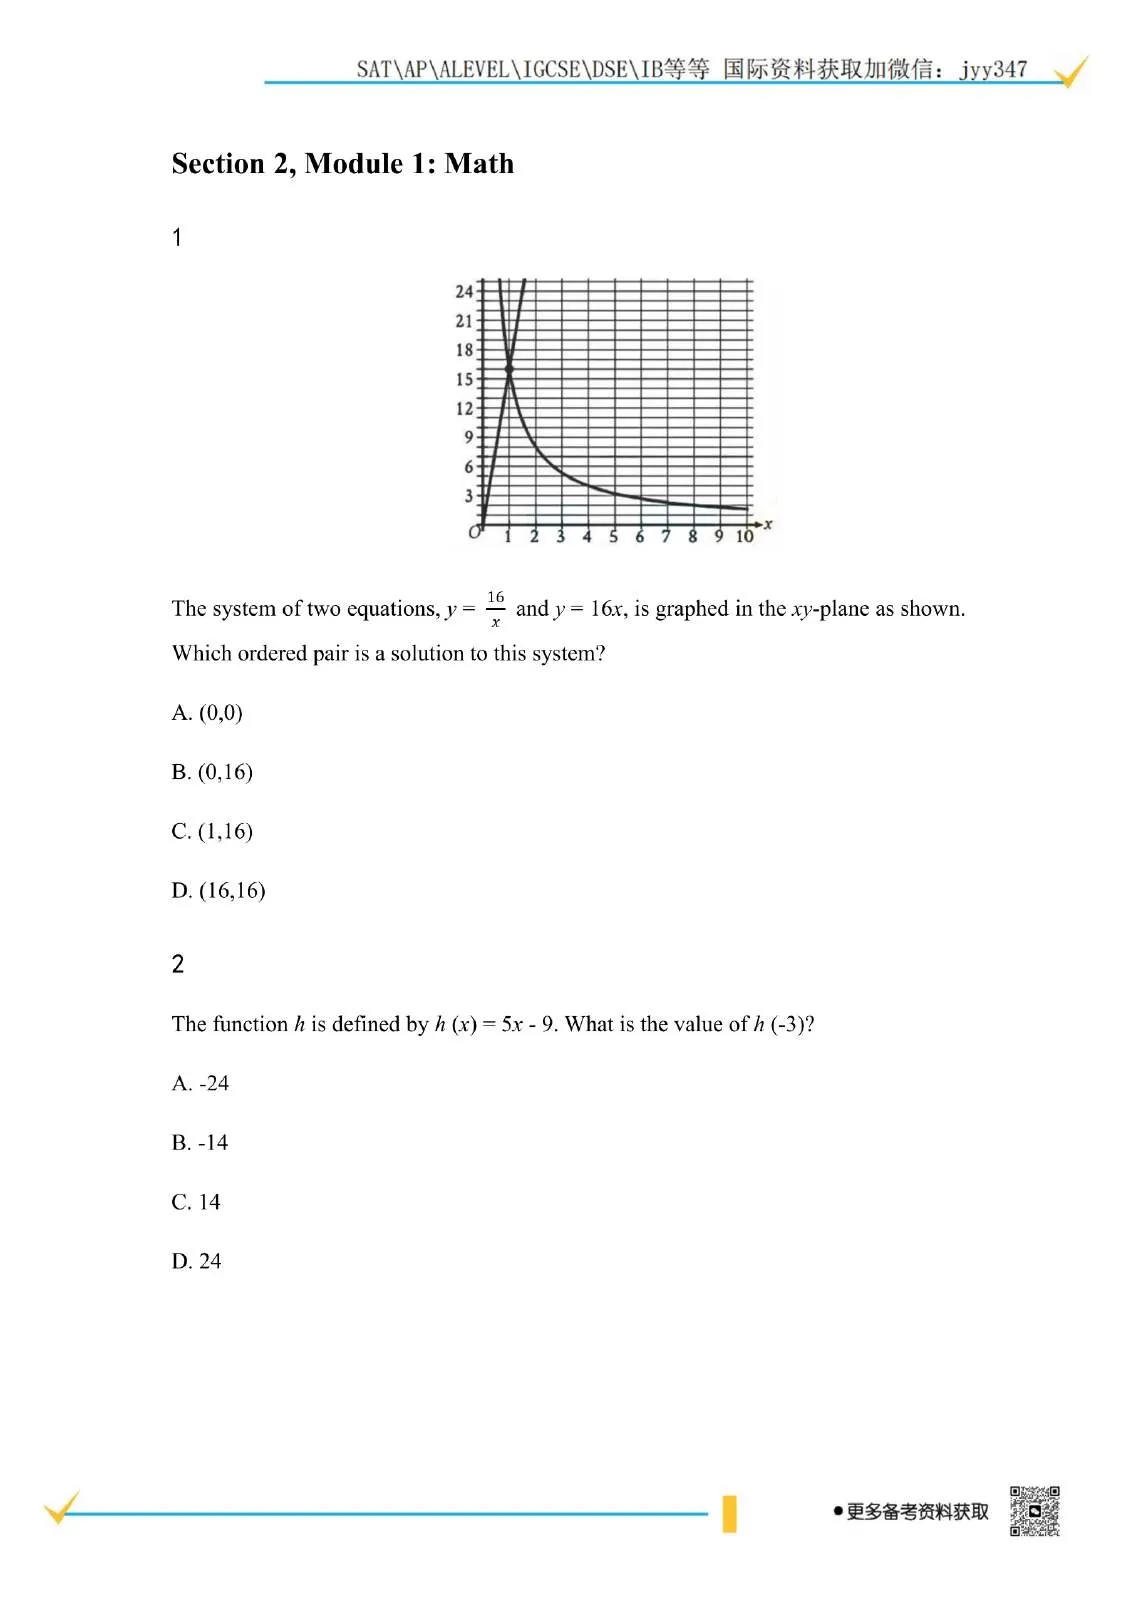 SAT\AP\ALEVEL\IGCSE\DSE\IB等等 国际资料获取加微信：jyy347
Section 2, Module 1: Math
1
24
21
18
15
12
9
6
3
O 1 2 3 4 5 6 7 8 9 10 x
The system of two equations, y = 16/x and y = 16x, is graphed in the xy-plane as shown.
Which ordered pair is a solution to this system?
A. (0,0)
B. (0,16)
C. (1,16)
D. (16,16)
2
The function h is defined by h (x) = 5x - 9. What is the value of h (-3)?
A. -24
B. -14
C. 14
D. 24
●更多备考资料获取